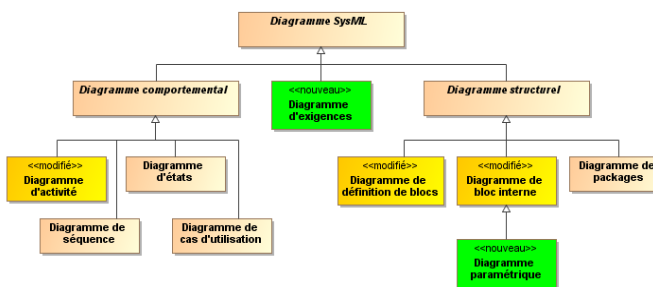 Diagramme SysML
Diagramme comportemental
<<nouveau>>
Diagramme
d'exigences
Diagramme structurel
<<modifié>>
Diagramme
d'activité
Diagramme
d'états
<<modifié>>
Diagramme de
définition de blocs
<<modifié>>
Diagramme de
bloc interne
Diagramme de
packages
Diagramme de
séquence
Diagramme de
cas d'utilisation
<<nouveau>>
Diagramme
paramétrique